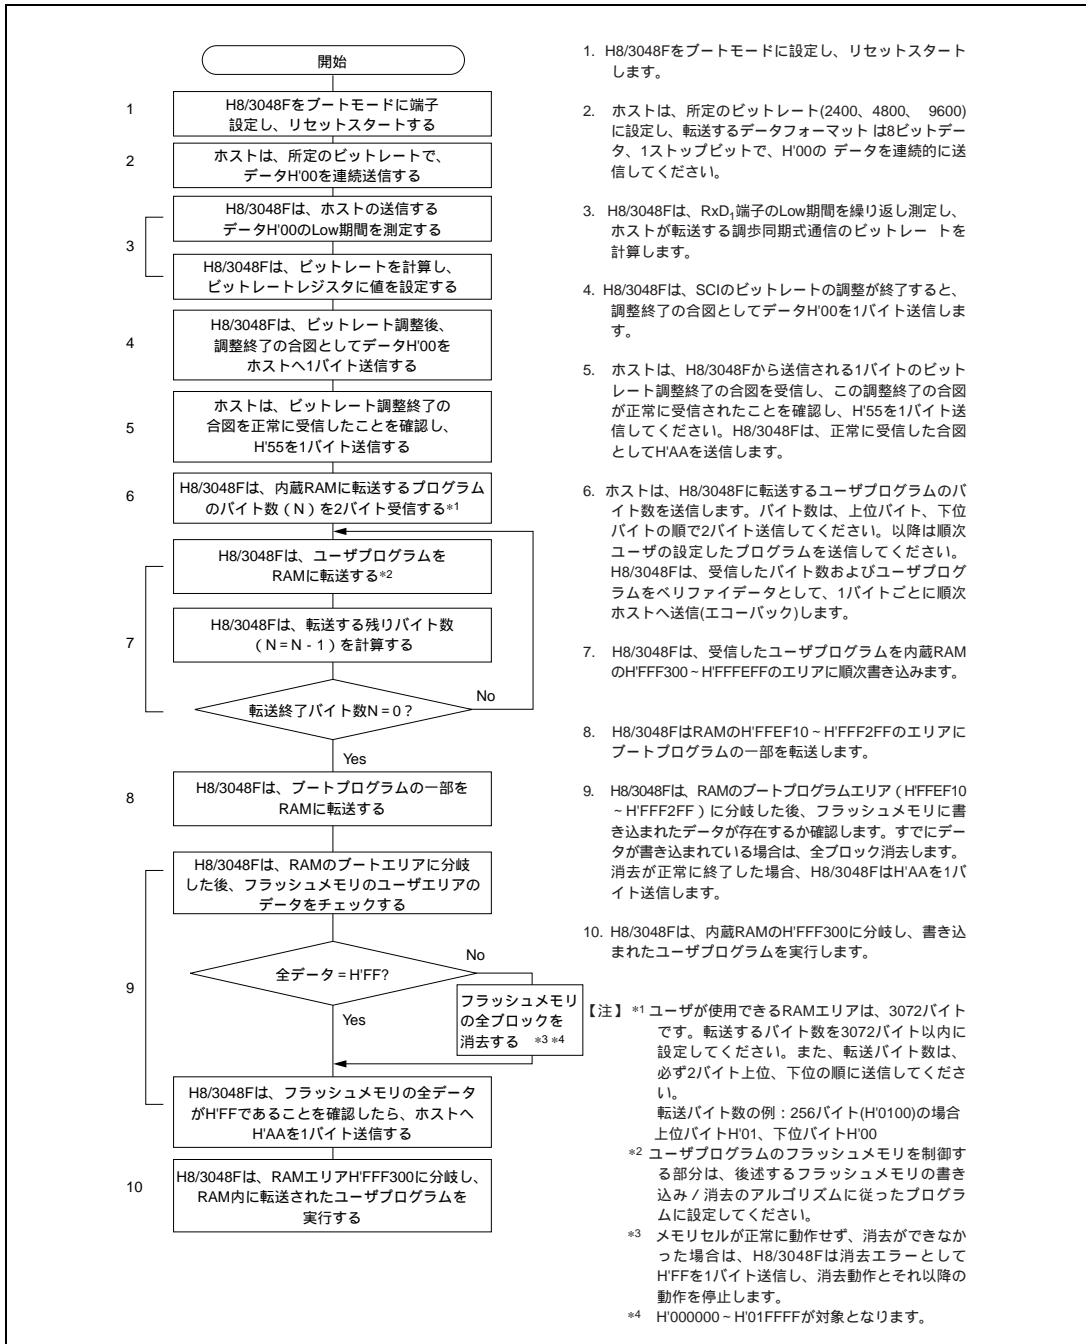 開始
1
H8/3048Fをブートモードに端子
設定し、リセットスタートする
2
ホストは、所定のビットレートで、
データH'00を連続送信する
3
H8/3048Fは、ホストの送信する
データH'00のLow期間を測定する
H8/3048Fは、ビットレートを計算し、
ビットレートレジスタに値を設定する
4
H8/3048Fは、ビットレート調整後、
調整終了の合図としてデータH'00を
ホストへ1バイト送信する
5
ホストは、ビットレート調整終了の
合図を正常に受信したことを確認し、
H'55を1バイト送信する
6
H8/3048Fは、内蔵RAMに転送するプログラム
のバイト数（N）を2バイト受信する*1
7
H8/3048Fは、ユーザプログラムを
RAMに転送する*2
H8/3048Fは、転送する残りバイト数
（N = N - 1）を計算する
転送終了バイト数N = 0？
No
Yes
8
H8/3048Fは、ブートプログラムの一部を
RAMに転送する
9
H8/3048Fは、RAMのブートエリアに分岐
した後、フラッシュメモリのユーザエリアの
データをチェックする
全データ = H'FF?
No
Yes
フラッシュメモリ
の全ブロックを
消去する *3 *4
H8/3048Fは、フラッシュメモリの全データ
がH'FFであることを確認したら、ホストへ
H'AAを1バイト送信する
10
H8/3048Fは、RAMエリアH'FFF300に分岐し、
RAM内に転送されたユーザプログラムを
実行する
1. H8/3048Fをブートモードに設定し、リセットスタート
します。
2. ホストは、所定のビットレート(2400、4800、 9600)
に設定し、転送するデータフォーマット は8ビットデー
タ、1ストップビットで、H'00の データを連続的に送
信してください。
3. H8/3048Fは、RxD1端子のLow期間を繰り返し測定し、
ホストが転送する調歩同期式通信のビットレー トを
計算します。
4. H8/3048Fは、SCIのビットレートの調整が終了すると、
調整終了の合図としてデータH'00を1バイト送信しま
す。
5. ホストは、H8/3048Fから送信される1バイトのビット
レート調整終了の合図を受信し、この調整終了の合図
が正常に受信されたことを確認し、H'55を1バイト送
信してください。H8/3048Fは、正常に受信した合図
としてH'AAを送信します。
6. ホストは、H8/3048Fに転送するユーザプログラムのバ
イト数を送信します。バイト数は、上位バイト、下位
バイトの順で2バイト送信してください。以降は順次
ユーザの設定したプログラムを送信してください。
H8/3048Fは、受信したバイト数およびユーザプログ
ラムをベリファイデータとして、1バイトごとに順次
ホストへ送信(エコーバック)します。
7. H8/3048Fは、受信したユーザプログラムを内蔵RAM
のH'FFF300 ~ H'FFFEFFのエリアに順次書き込みます。
8. H8/3048FはRAMのH'FFEF10 ~ H'FFF2FFのエリアに
ブートプログラムの一部を転送します。
9. H8/3048Fは、RAMのブートプログラムエリア（H'FFEF10
~ H'FFF2FF）に分岐した後、フラッシュメモリに書
き込まれたデータが存在するか確認します。すでにデー
タが書き込まれている場合は、全ブロック消去します。
消去が正常に終了した場合、H8/3048FはH'AAを1バ
イト送信します。
10. H8/3048Fは、内蔵RAMのH'FFF300に分岐し、書き込
まれたユーザプログラムを実行します。
【注】 *1 ユーザが使用できるRAMエリアは、3072バイト
です。転送するバイト数を3072バイト以内に
設定してください。また、転送バイト数は、
必ず2バイト上位、下位の順に送信してくださ
い。
転送バイト数の例：256バイト(H'0100)の場合
上位バイトH'01、下位バイトH'00
*2 ユーザプログラムのフラッシュメモリを制御す
る部分は、後述するフラッシュメモリの書き
込み / 消去のアルゴリズムに従ったプログラ
ムに設定してください。
*3 メモリセルが正常に動作せず、消去ができなか
った場合は、H8/3048Fは消去エラーとして
H'FFを1バイト送信し、消去動作とそれ以降の
動作を停止します。
*4 H'000000 ~ H'01FFFFが対象となります。